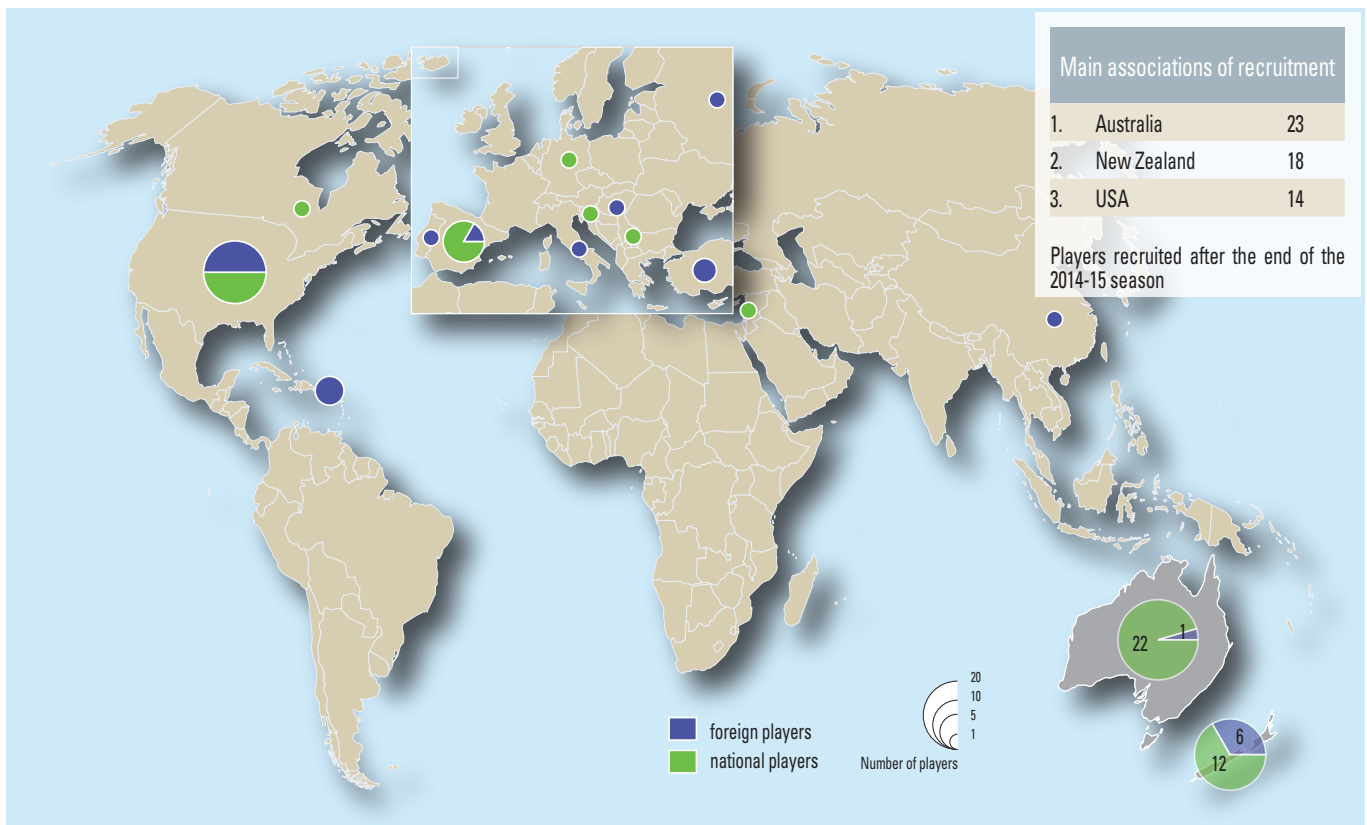 Main associations of recruitment
1. Australia 23
2. New Zealand 18
3. USA 14
Players recruited after the end of the
2014-15 season
22
1
6
12
foreign players
national players
20
10
5
1
Number of players